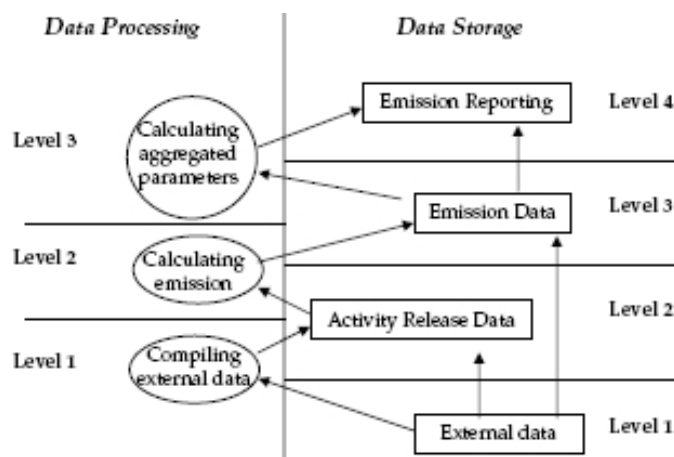 Data Processing
Data Storage
Emission Reporting
Level 4
Level 3
Calculating
aggregated
parameters
Emission Data
Level 3
Level 2
Calculating
emission
Activity Release Data
Level 2
Level 1
Compiling
external data
External data
Level 1